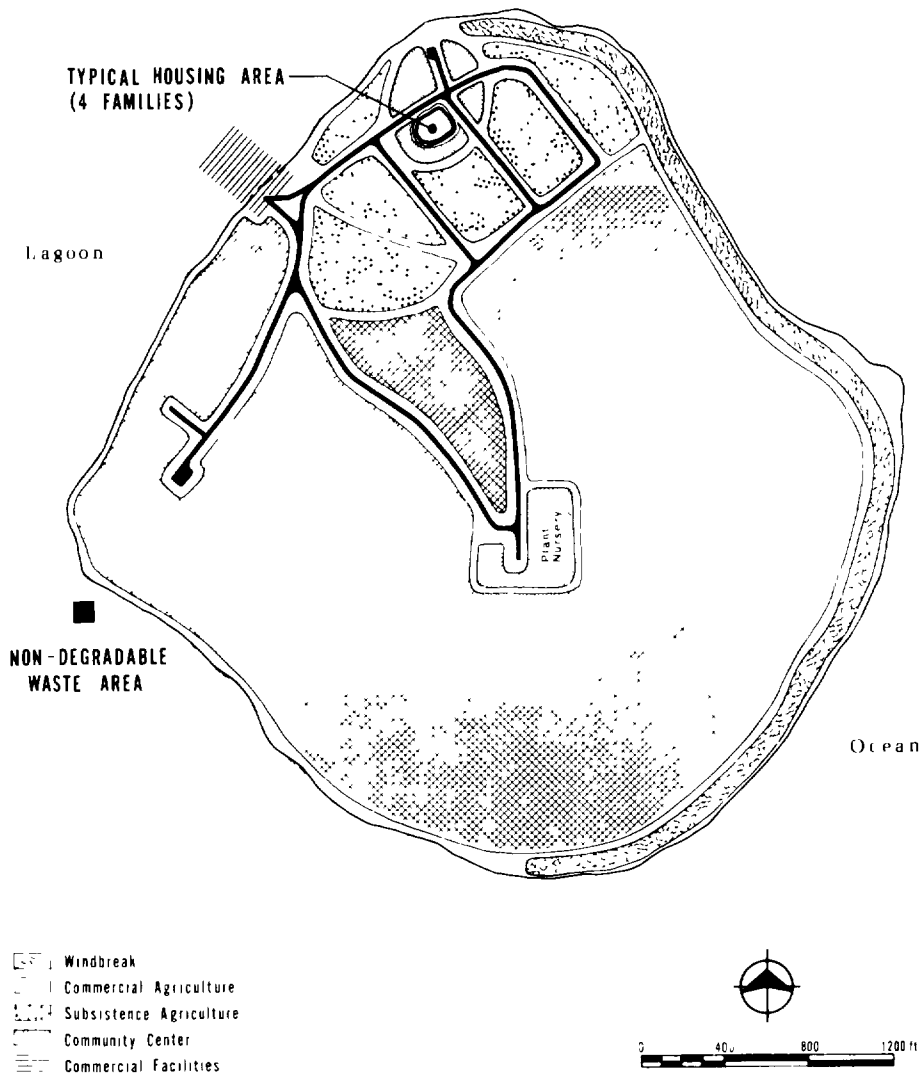 TYPICAL HOUSING AREA
(4 FAMILIES)
Lagoon
Plant
Nursery
NON-DEGRADABLE
WASTE AREA
Ocean
Windbreak
Commercial Agriculture
Subsistence Agriculture
Community Center
Commercial Facilities
0 400 800 1200 ft